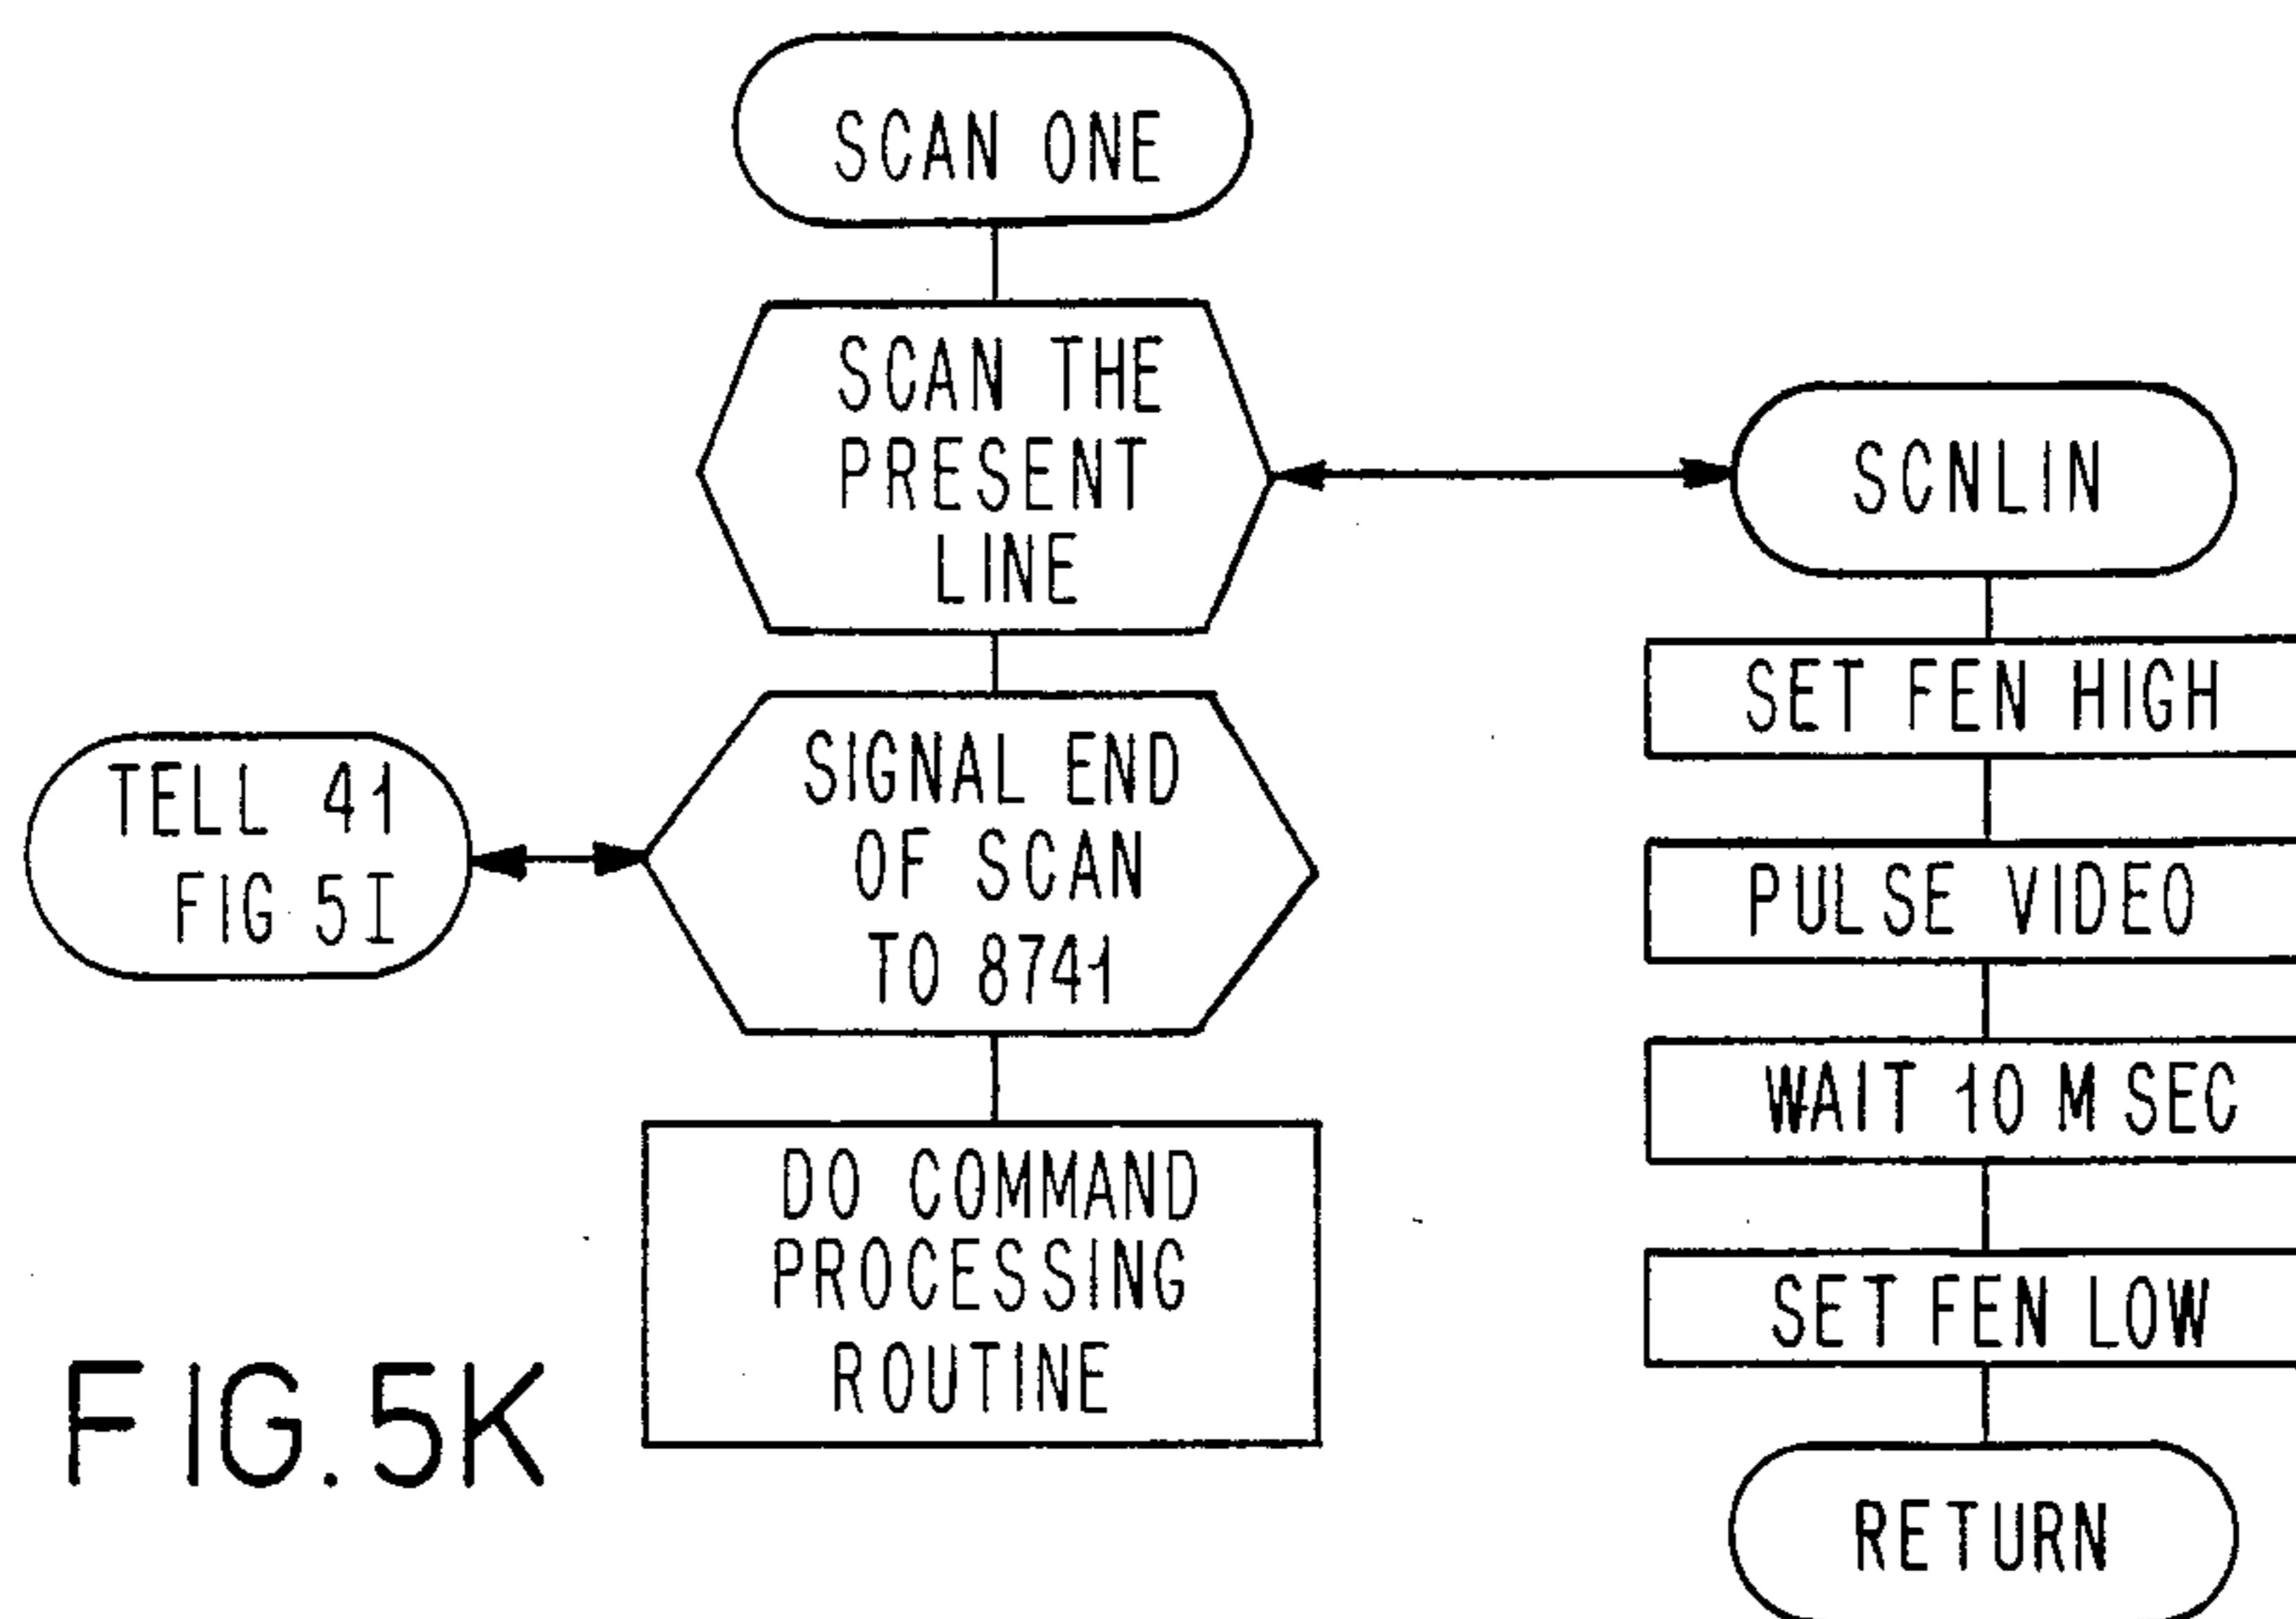 SCAN ONE
SCAN THE
PRESENT
LINE
SIGNAL END
OF SCAN
TO 8741
TELL 41
FIG 5I
DO COMMAND
PROCESSING
ROUTINE
SCNLIN
SET FEN HIGH
PULSE VIDEO
WAIT 10 M SEC
SET FEN LOW
RETURN
FIG. 5K